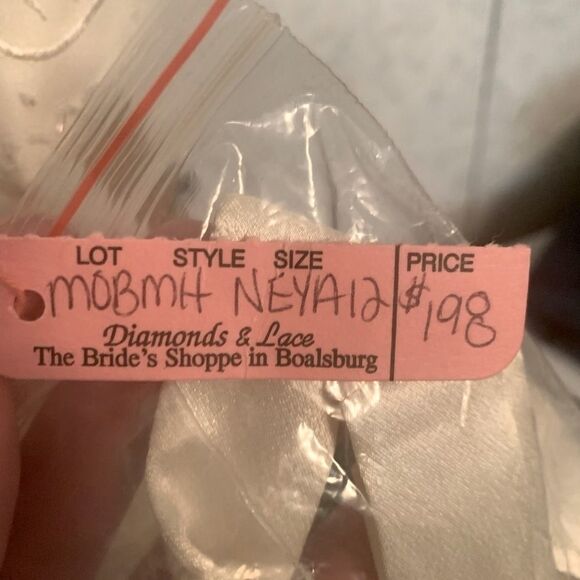 LOT STYLE SIZE PRICE
MOBMH NEYA12 $198
Diamonds & Lace
The Bride's Shoppe in Boalsburg